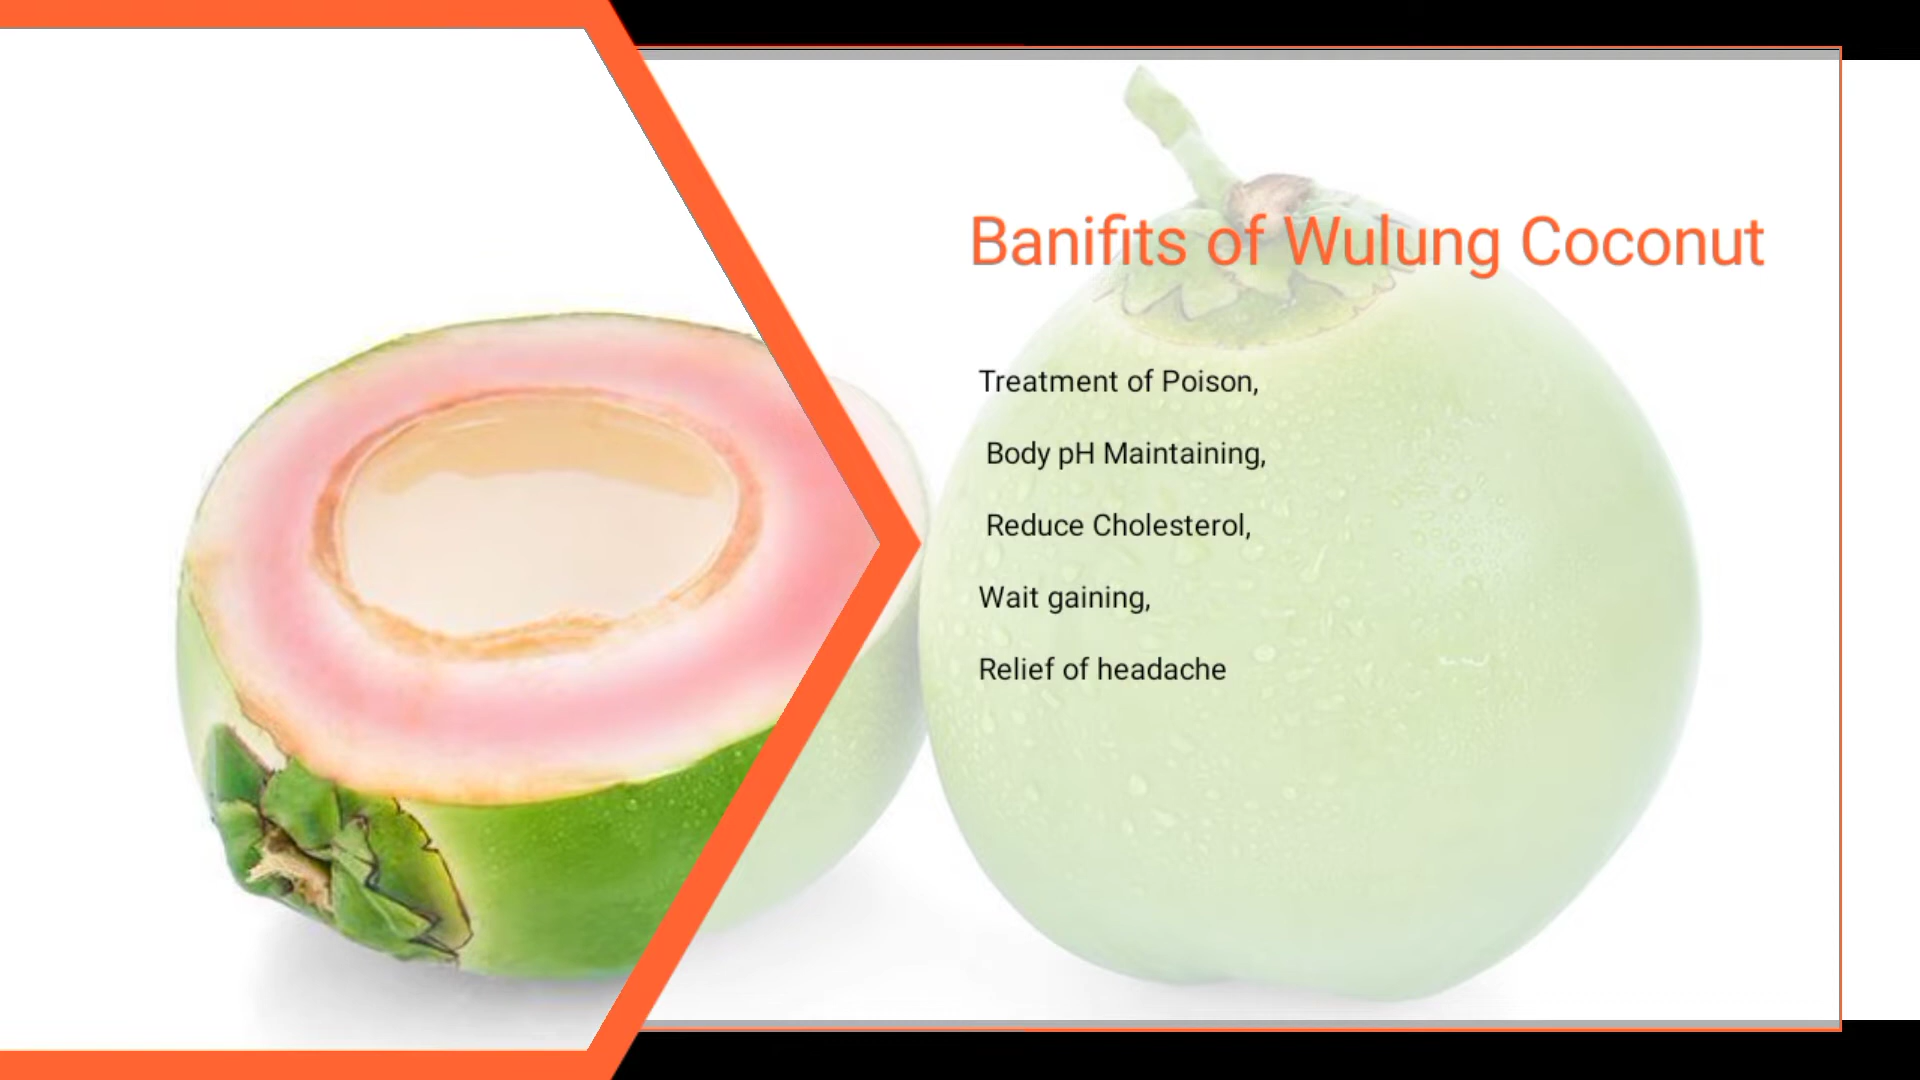 Banifits of Wulung Coconut
Treatment of Poison,
Body pH Maintaining,
Reduce Cholesterol,
Wait gaining,
Relief of headache